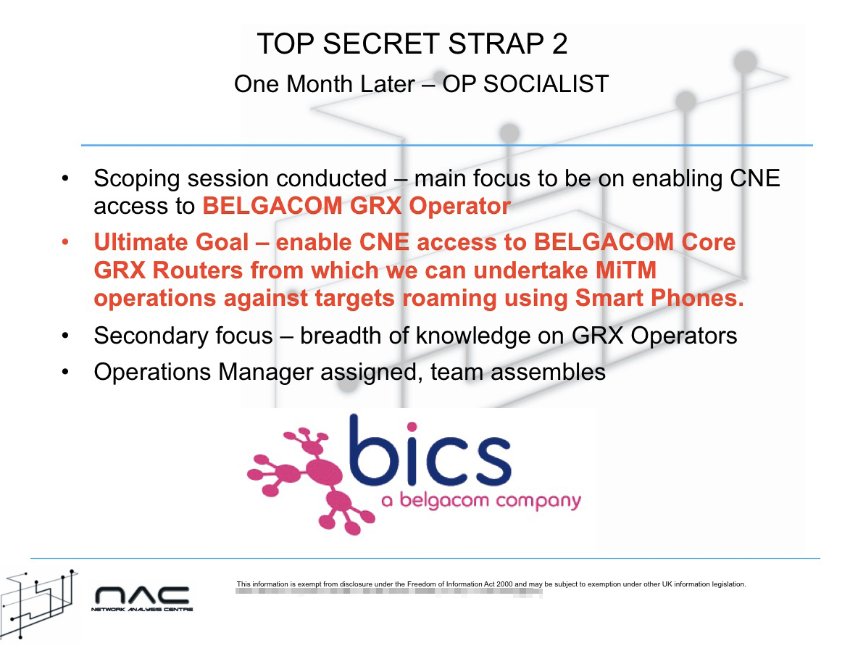 TOP SECRET STRAP 2
One Month Later – OP SOCIALIST
• Scoping session conducted – main focus to be on enabling CNE
access to BELGACOM GRX Operator
• Ultimate Goal – enable CNE access to BELGACOM Core
GRX Routers from which we can undertake MiTM
operations against targets roaming using Smart Phones.
• Secondary focus – breadth of knowledge on GRX Operators
• Operations Manager assigned, team assembles
bics
a belgacom company
NAC
NETWORK ANALYSIS CENTRE
This information is exempt from disclosure under the Freedom of Information Act 2000 and may be subject to exemption under other UK information legislation.